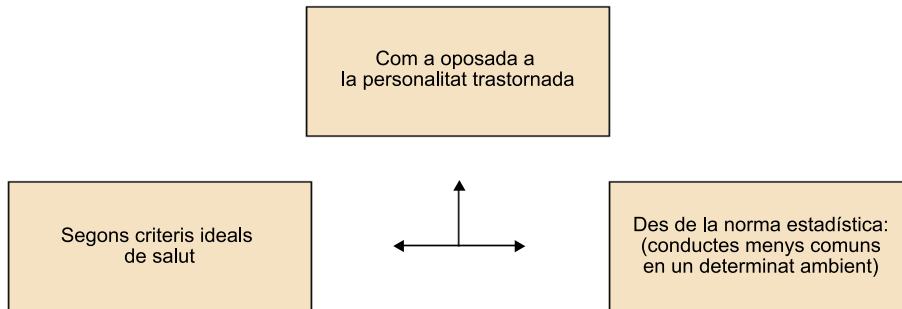 Com a oposada a
la personalitat trastornada
Segons criteris ideals
de salut
Des de la norma estadística:
(conductes menys comuns
en un determinat ambient)